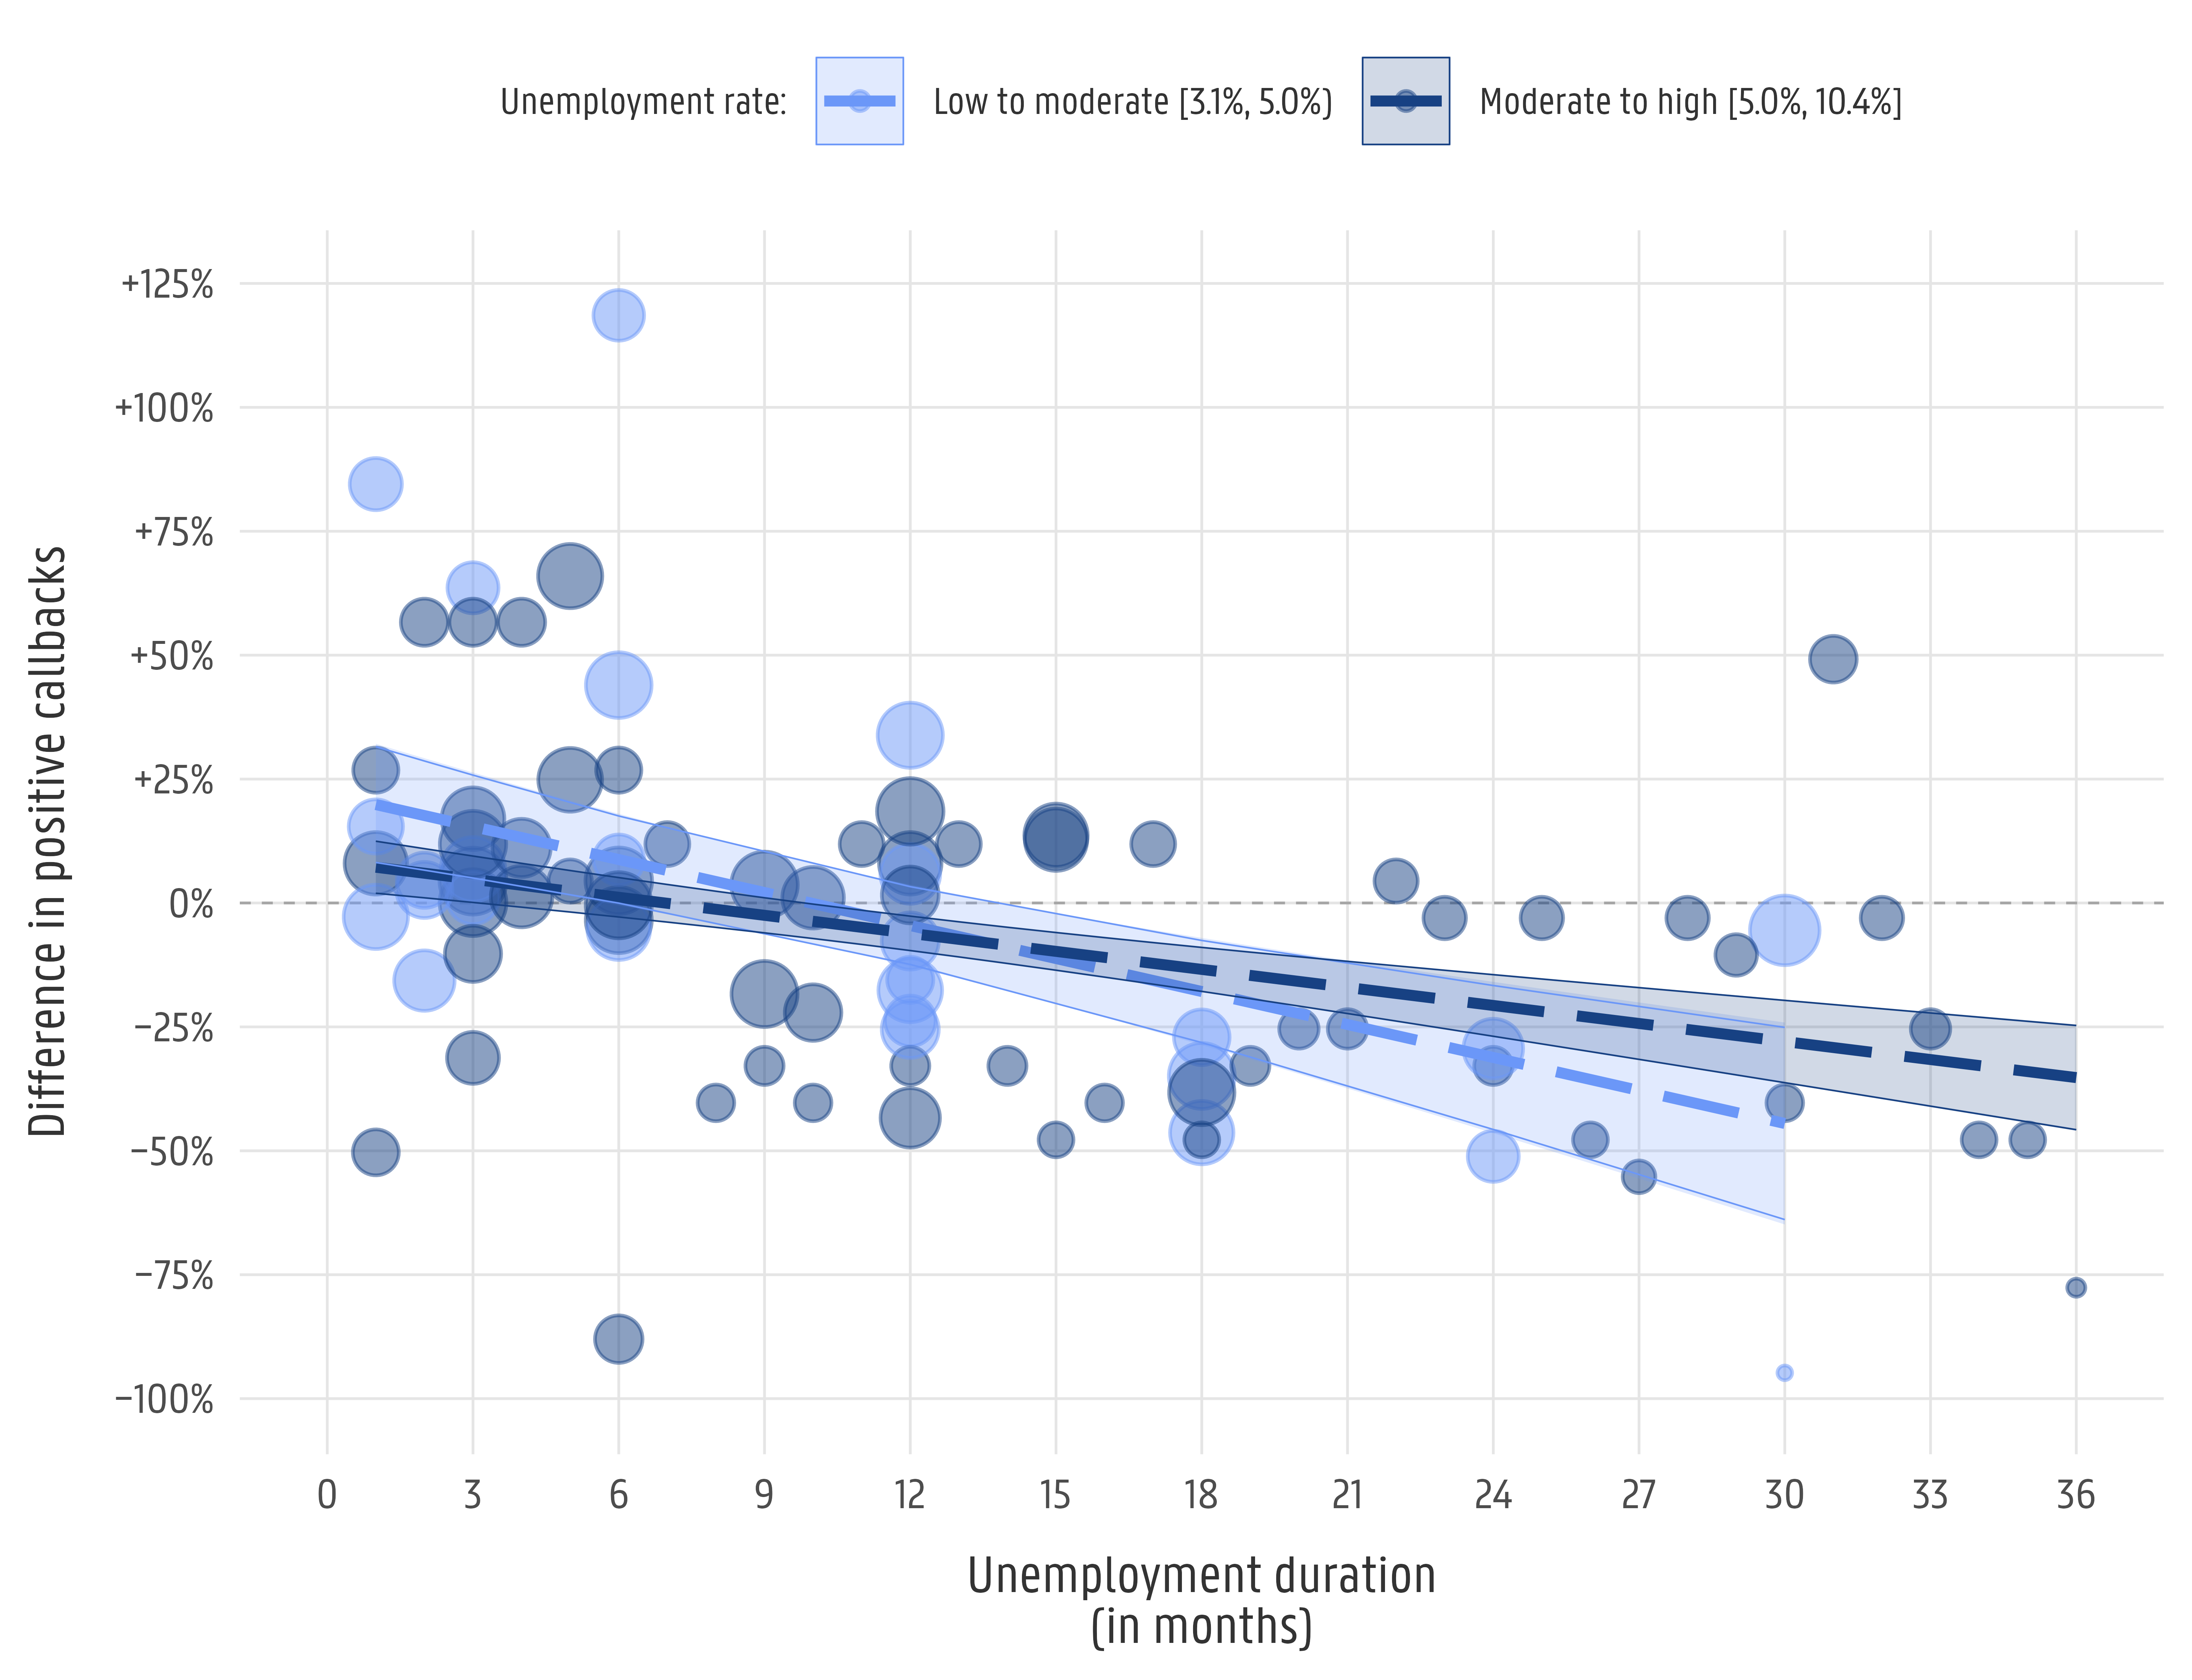 Unemployment rate: Low to moderate [3.1%, 5.0%) Moderate to high [5.0%, 10.4%]
Difference in positive callbacks
+125%
+100%
+75%
+50%
+25%
0%
−25%
−50%
−75%
−100%
0 3 6 9 12 15 18 21 24 27 30 33 36
Unemployment duration
(in months)